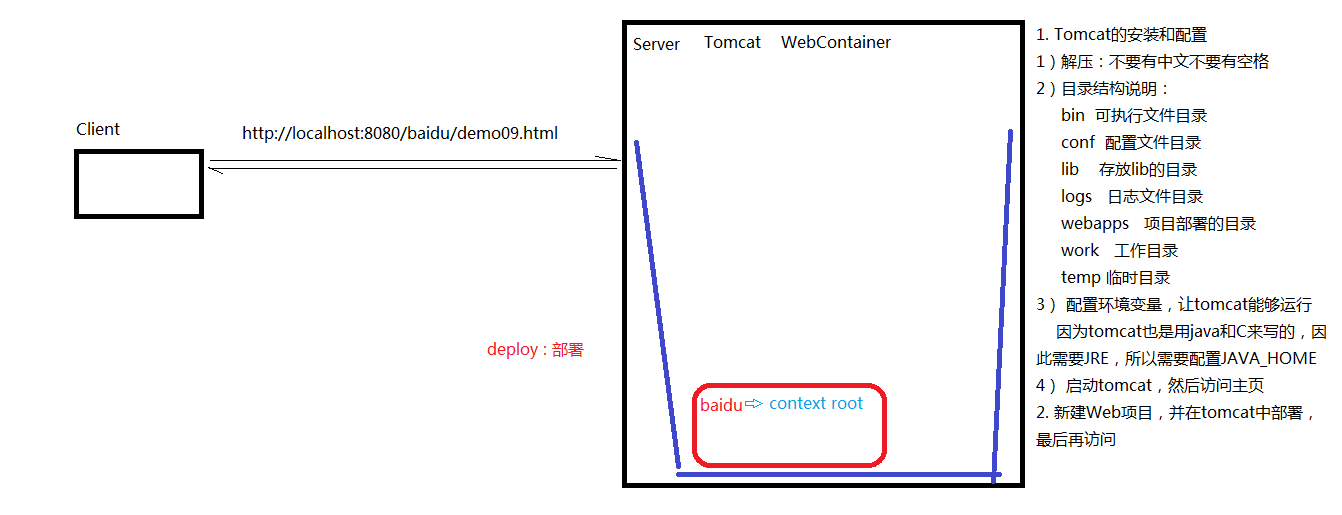 Server Tomcat WebContainer
Client
http://localhost:8080/baidu/demo09.html
deploy : 部署
baidu⇨ context root
1. Tomcat的安装和配置
1）解压：不要有中文不要有空格
2）目录结构说明：
bin 可执行文件目录
conf 配置文件目录
lib 存放lib的目录
logs 日志文件目录
webapps 项目部署的目录
work 工作目录
temp 临时目录
3） 配置环境变量，让tomcat能够运行
因为tomcat也是用java和C来写的，因
此需要JRE，所以需要配置JAVA_HOME
4） 启动tomcat，然后访问主页
2. 新建Web项目，并在tomcat中部署，
最后再访问